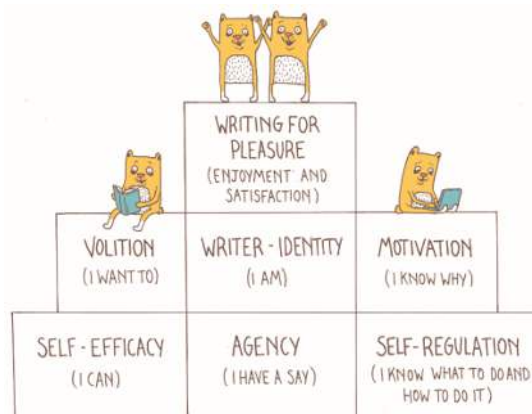 WRITING FOR
PLEASURE
(ENJOYMENT AND
SATISFACTION)
VOLITION
(I WANT TO)
WRITER-IDENTITY
(I AM)
MOTIVATION
(I KNOW WHY)
SELF-EFFICACY
(I CAN)
AGENCY
(I HAVE A SAY)
SELF-REGULATION
(I KNOW WHAT TO DO AND
HOW TO DO IT)